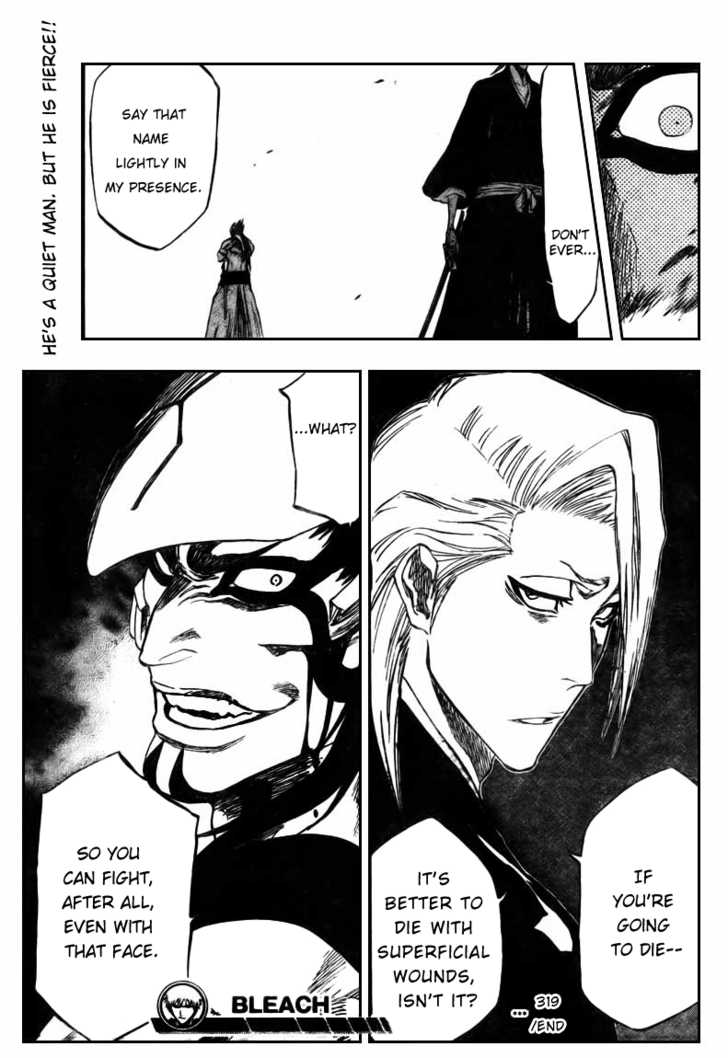 HE'S A QUIET MAN. BUT HE IS FIERCE!!
DON'T
EVER...
SAY THAT
NAME
LIGHTLY IN
MY PRESENCE.
IF
YOU'RE
GOING
TO DIE--
IT'S
BETTER TO
DIE WITH
SUPERFICIAL
WOUNDS,
ISN'T IT?
...WHAT?
SO YOU
CAN FIGHT,
AFTER ALL,
EVEN WITH
THAT FACE.
BLEACH
... 319
/END